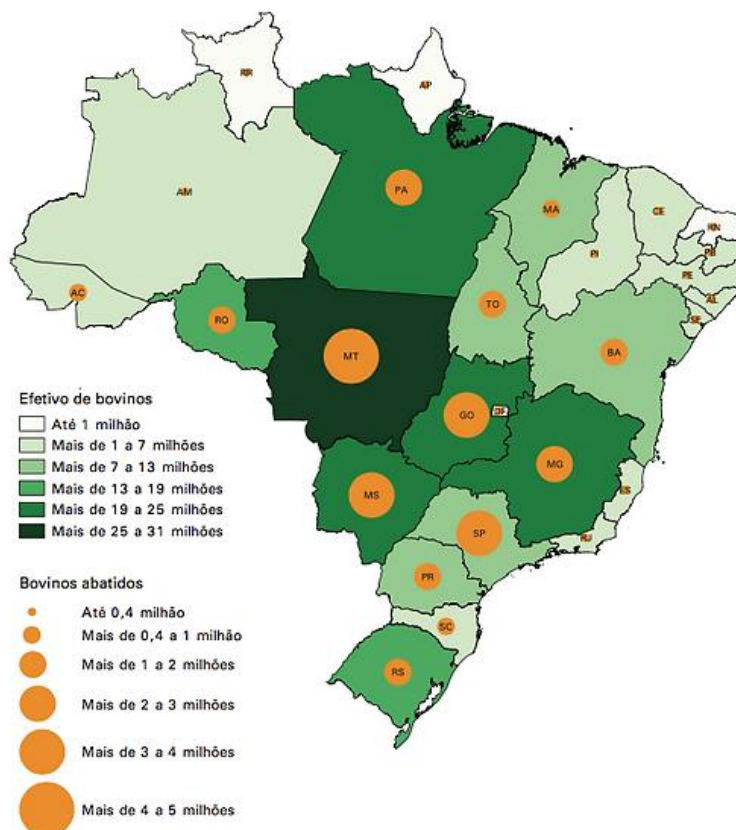 RR
AP
AM
PA
MA
CE
RN
PB
PI
PE
AL
SE
AC
RO
TO
BA
MT
GO
DF
MG
ES
MS
SP
RJ
PR
SC
RS
Efetivo de bovinos
Até 1 milhão
Mais de 1 a 7 milhões
Mais de 7 a 13 milhões
Mais de 13 a 19 milhões
Mais de 19 a 25 milhões
Mais de 25 a 31 milhões
Bovinos abatidos
Até 0,4 milhão
Mais de 0,4 a 1 milhão
Mais de 1 a 2 milhões
Mais de 2 a 3 milhões
Mais de 3 a 4 milhões
Mais de 4 a 5 milhões